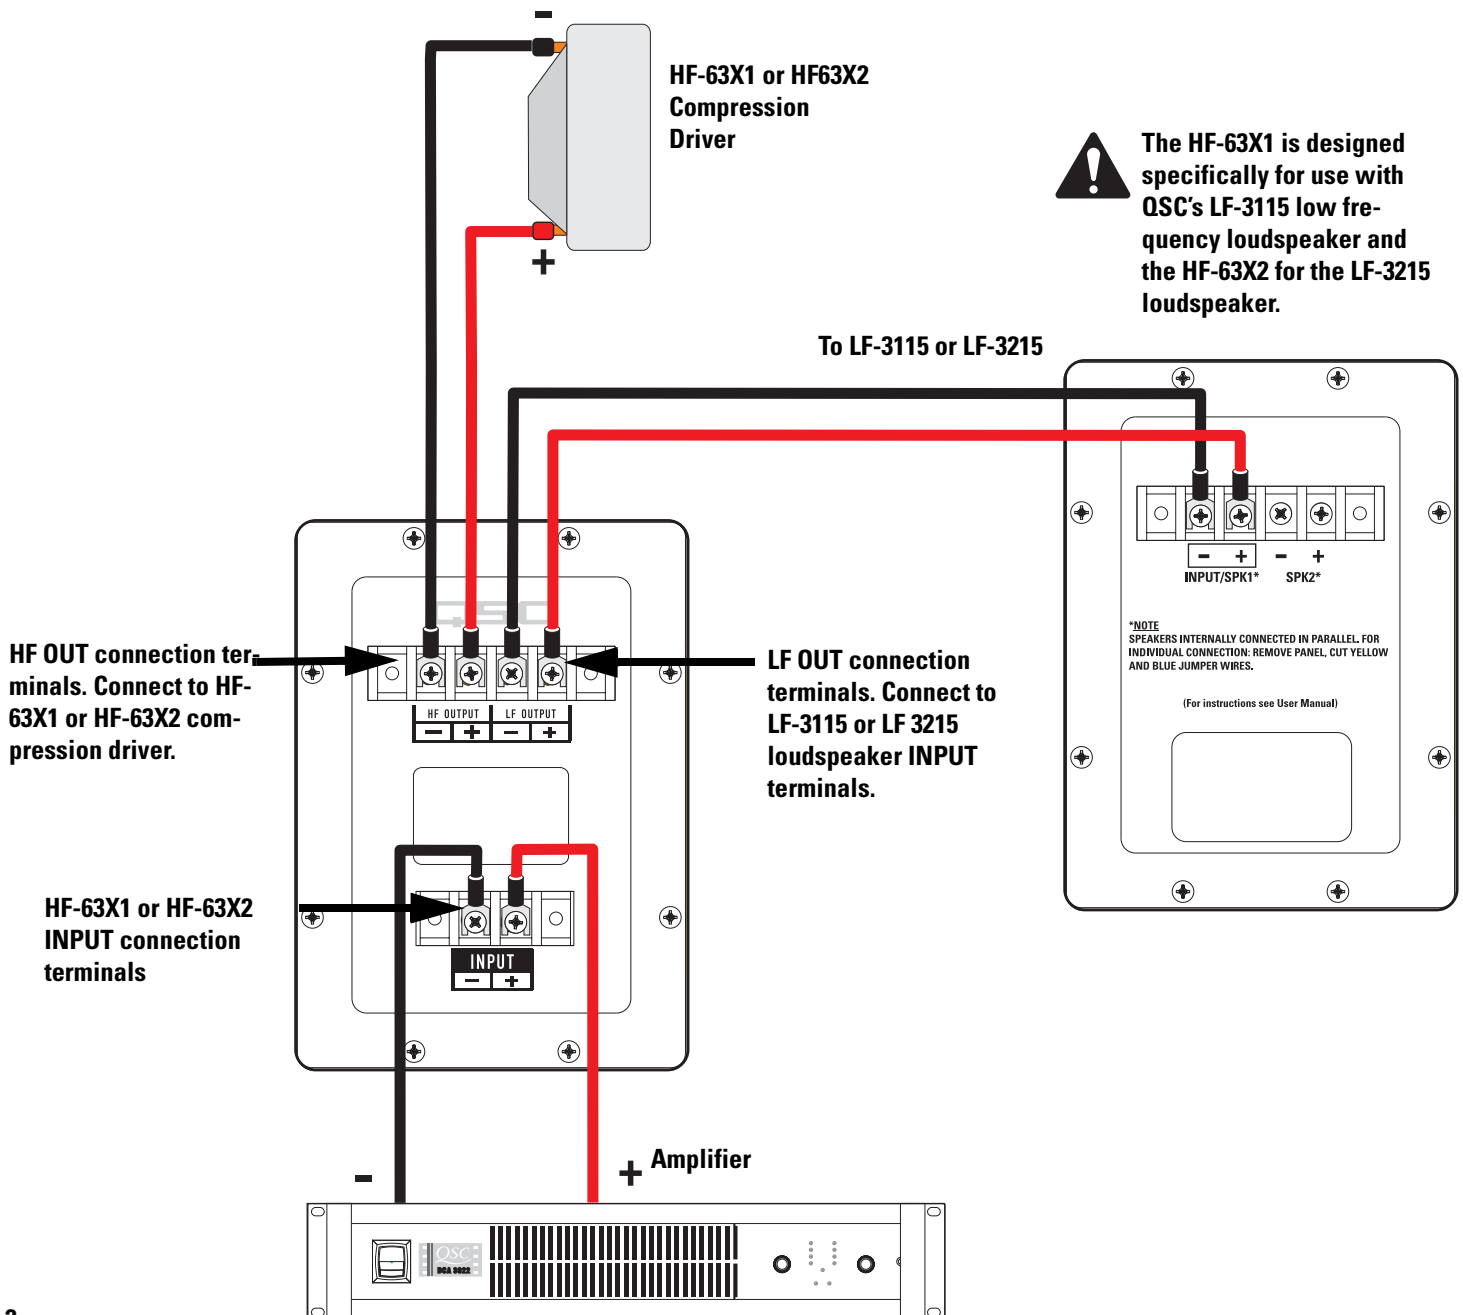 -
HF-63X1 or HF63X2
Compression
Driver
+
The HF-63X1 is designed
specifically for use with
QSC's LF-3115 low fre-
quency loudspeaker and
the HF-63X2 for the LF-3215
loudspeaker.
To LF-3115 or LF-3215
- + - +
INPUT/SPK1* SPK2*
*NOTE
SPEAKERS INTERNALLY CONNECTED IN PARALLEL. FOR
INDIVIDUAL CONNECTION: REMOVE PANEL, CUT YELLOW
AND BLUE JUMPER WIRES.
(For instructions see User Manual)
QSC
HF OUT connection ter-
minals. Connect to HF-
63X1 or HF-63X2 com-
pression driver.
HF OUTPUT LF OUTPUT
- + - +
LF OUT connection
terminals. Connect to
LF-3115 or LF 3215
loudspeaker INPUT
terminals.
HF-63X1 or HF-63X2
INPUT connection
terminals
INPUT
- +
- + Amplifier
QSC
DCA 3022